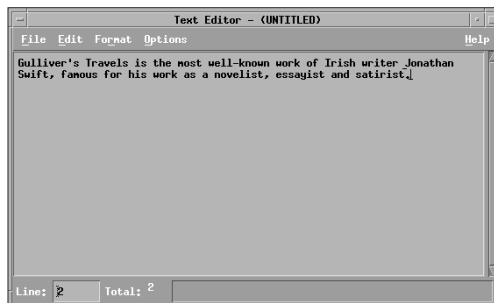 Text Editor - (UNTITLED)
File Edit Format Options Help
Gulliver's Travels is the most well-known work of Irish writer Jonathan
Swift, famous for his work as a novelist, essayist and satirist.
Line: 2 Total: 2